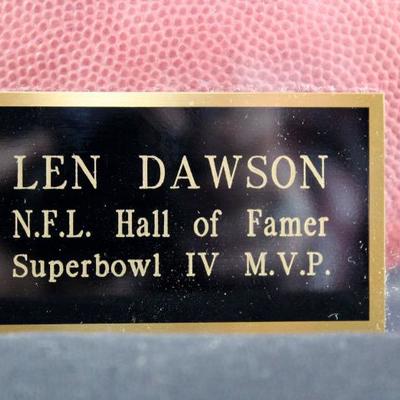 LEN DAWSON
N.F.L. Hall of Famer
Superbowl IV M.V.P.